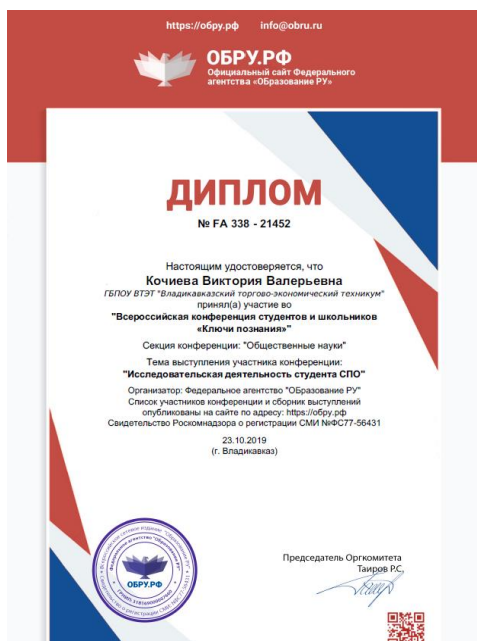 https://обру.рф info@obru.ru
ОБРУ.РФ
Официальный сайт Федерального
агентства «ОБразование РУ»
ДИПЛОМ
№ FA 338 - 21452
Настоящим удостоверяется, что
Кочиева Виктория Валерьевна
ГБПОУ ВТЭТ "Владикавказский торгово-экономический техникум"
принял(а) участие во
"Всероссийская конференция студентов и школьников
«Ключи познания»"
Секция конференции: "Общественные науки"
Тема выступления участника конференции:
"Исследовательская деятельность студента СПО"
Организатор: Федеральное агентство "ОБразование РУ"
Список участников конференции и сборник выступлений
опубликованы на сайте по адресу: https://обру.рф
Свидетельство Роскомнадзора о регистрации СМИ №ФС77-56431
23.10.2019
(г. Владикавказ)
Председатель Оргкомитета
Таиров Р.С.
ОБРУ.РФ